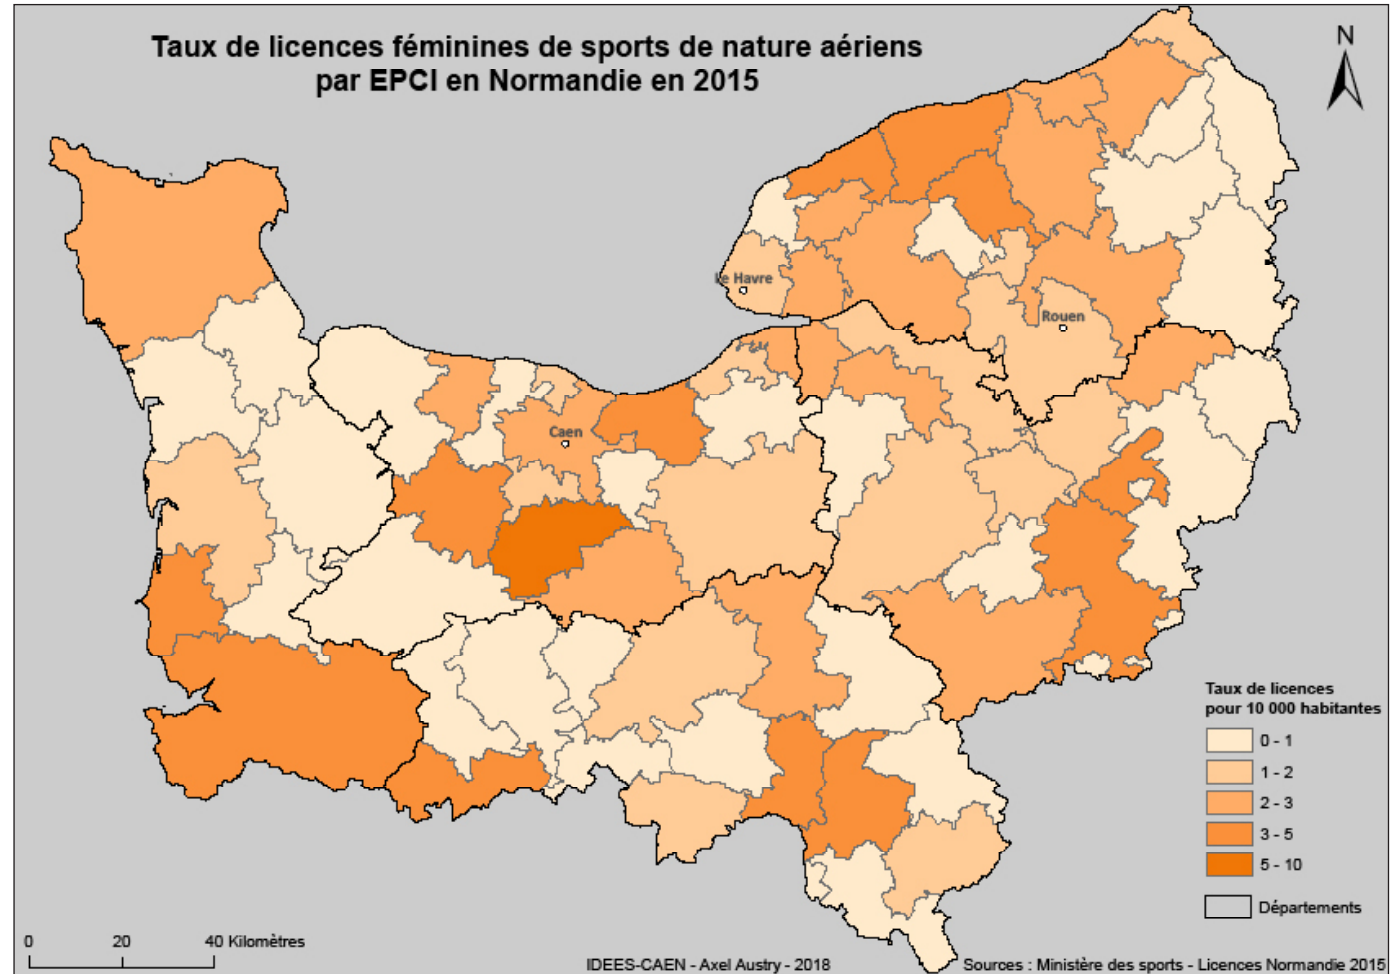 Taux de licences féminines de sports de nature aériens
par EPCI en Normandie en 2015
N
Le Havre
Rouen
Caen
Taux de licences
pour 10 000 habitantes
0 - 1
1 - 2
2 - 3
3 - 5
5 - 10
Départements
0 20 40 Kilomètres
IDEES-CAEN - Axel Austry - 2018
Sources : Ministère des sports - Licences Normandie 2015